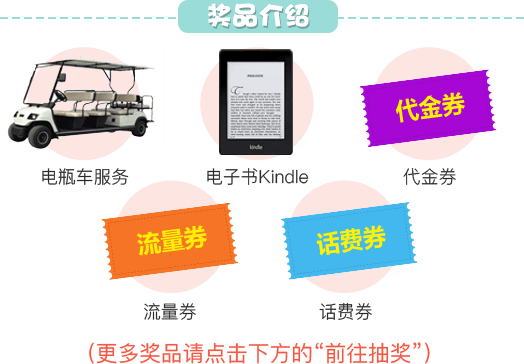 奖品介绍
代金券
kindle
电瓶车服务
电子书Kindle
代金券
流量券
话费券
流量券
话费券
（更多奖品请点击下方的“前往抽奖”）